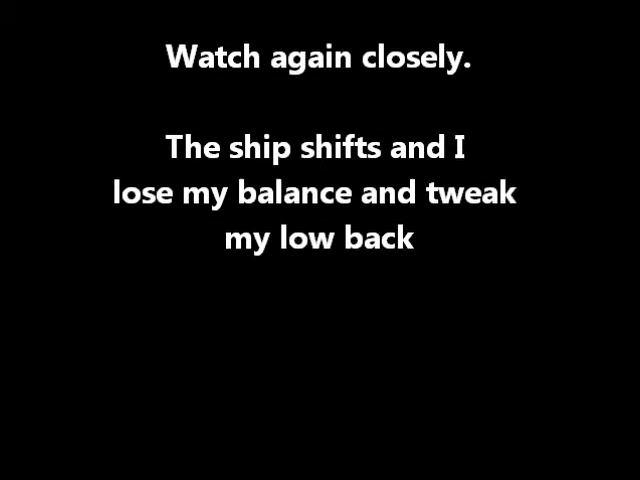 Watch again closely.
The ship shifts and I
lose my balance and tweak
my low back